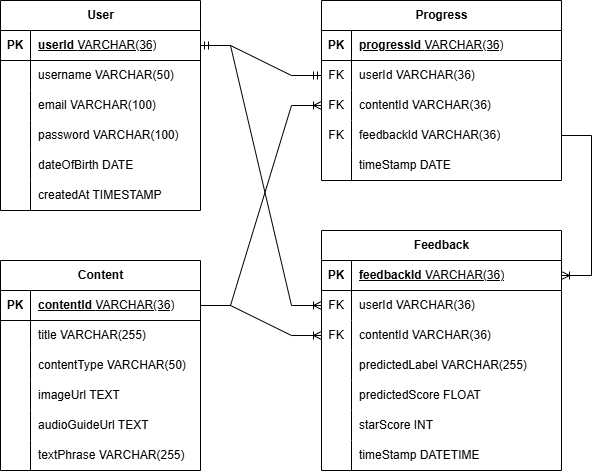 User
PK userId VARCHAR(36)
username VARCHAR(50)
email VARCHAR(100)
password VARCHAR(100)
dateOfBirth DATE
createdAt TIMESTAMP
Progress
PK progressId VARCHAR(36)
FK userId VARCHAR(36)
FK contentId VARCHAR(36)
FK feedbackId VARCHAR(36)
timeStamp DATE
Content
PK contentId VARCHAR(36)
title VARCHAR(255)
contentType VARCHAR(50)
imageUrl TEXT
audioGuideUrl TEXT
textPhrase VARCHAR(255)
Feedback
PK feedbackId VARCHAR(36)
FK userId VARCHAR(36)
FK contentId VARCHAR(36)
predictedLabel VARCHAR(255)
predictedScore FLOAT
starScore INT
timeStamp DATETIME